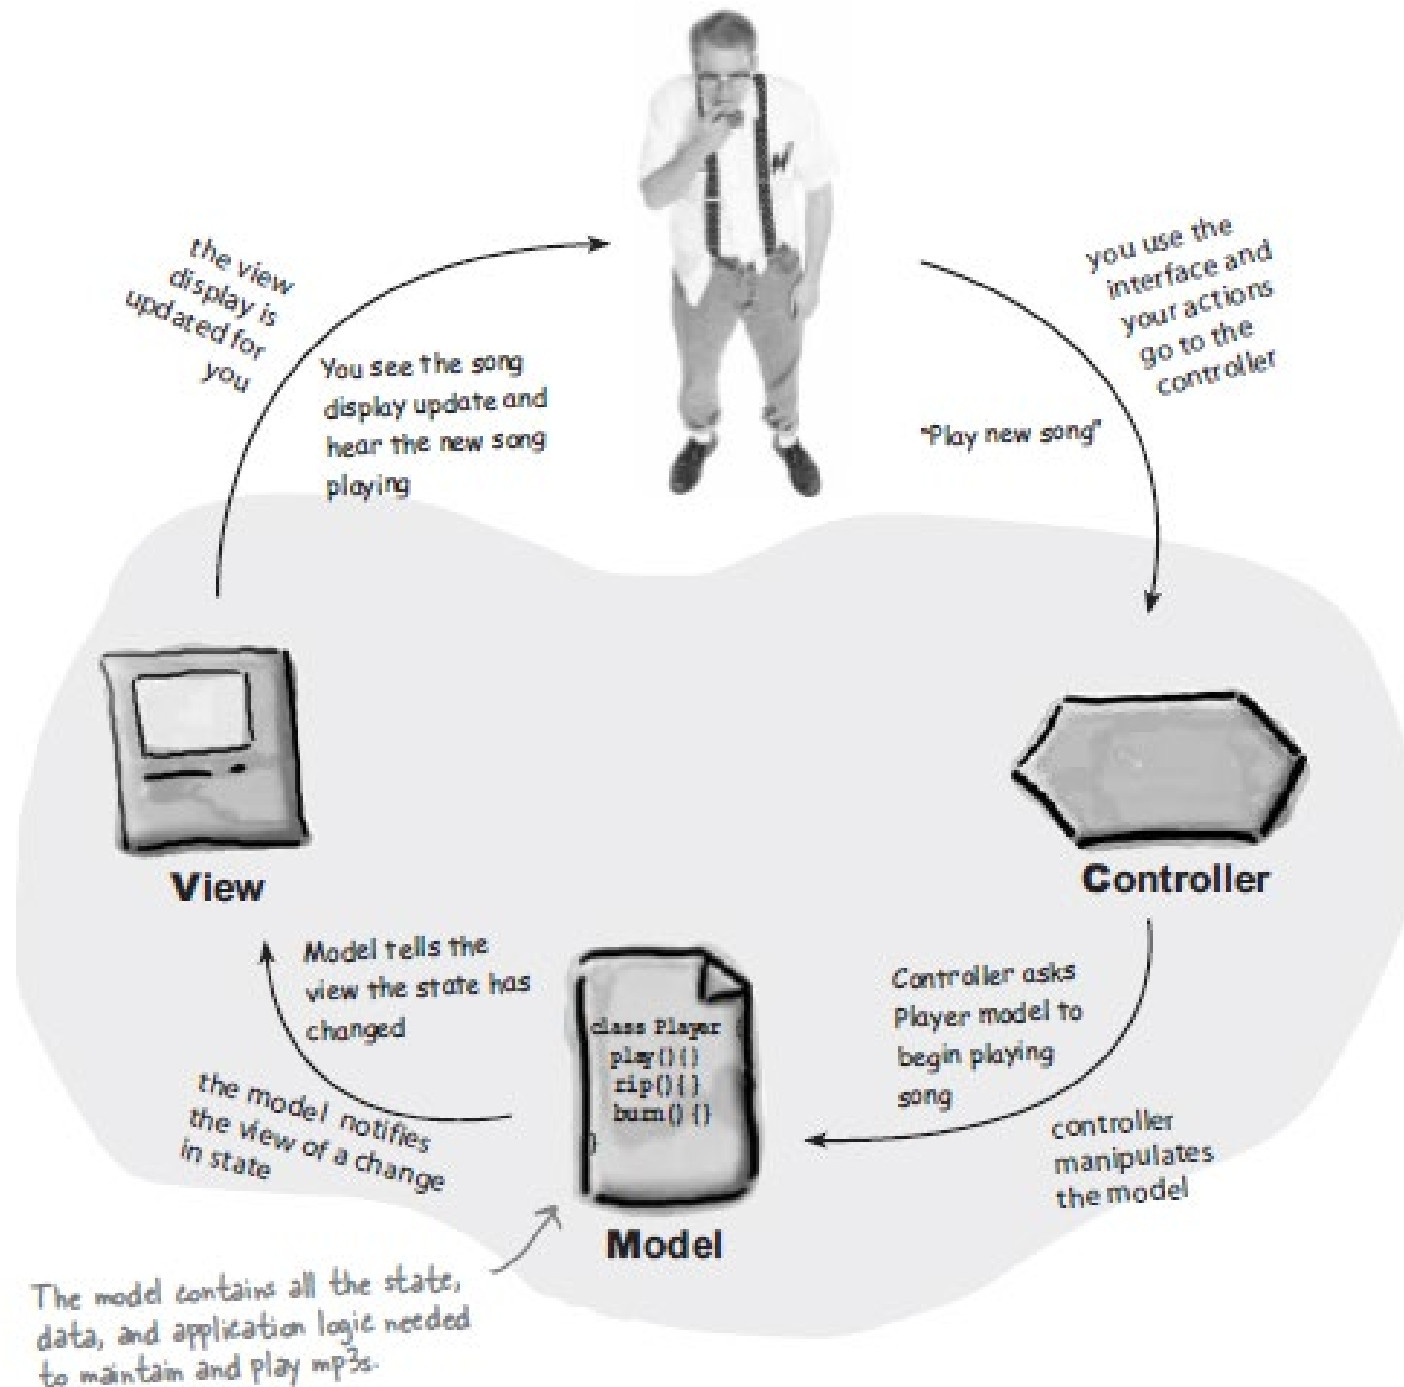 the view
display is
updated for
you
You see the song
display update and
hear the new song
playing
you use the
interface and
your actions
go to the
controller
"Play new song"
View
Controller
Model tells the
view the state has
changed
the model notifies
the view of a change
in state
class Player {
play(){}
rip(){}
burn(){}
}
Controller asks
Player model to
begin playing
song
controller
manipulates
the model
Model
The model contains all the state,
data, and application logic needed
to maintain and play mp3s.